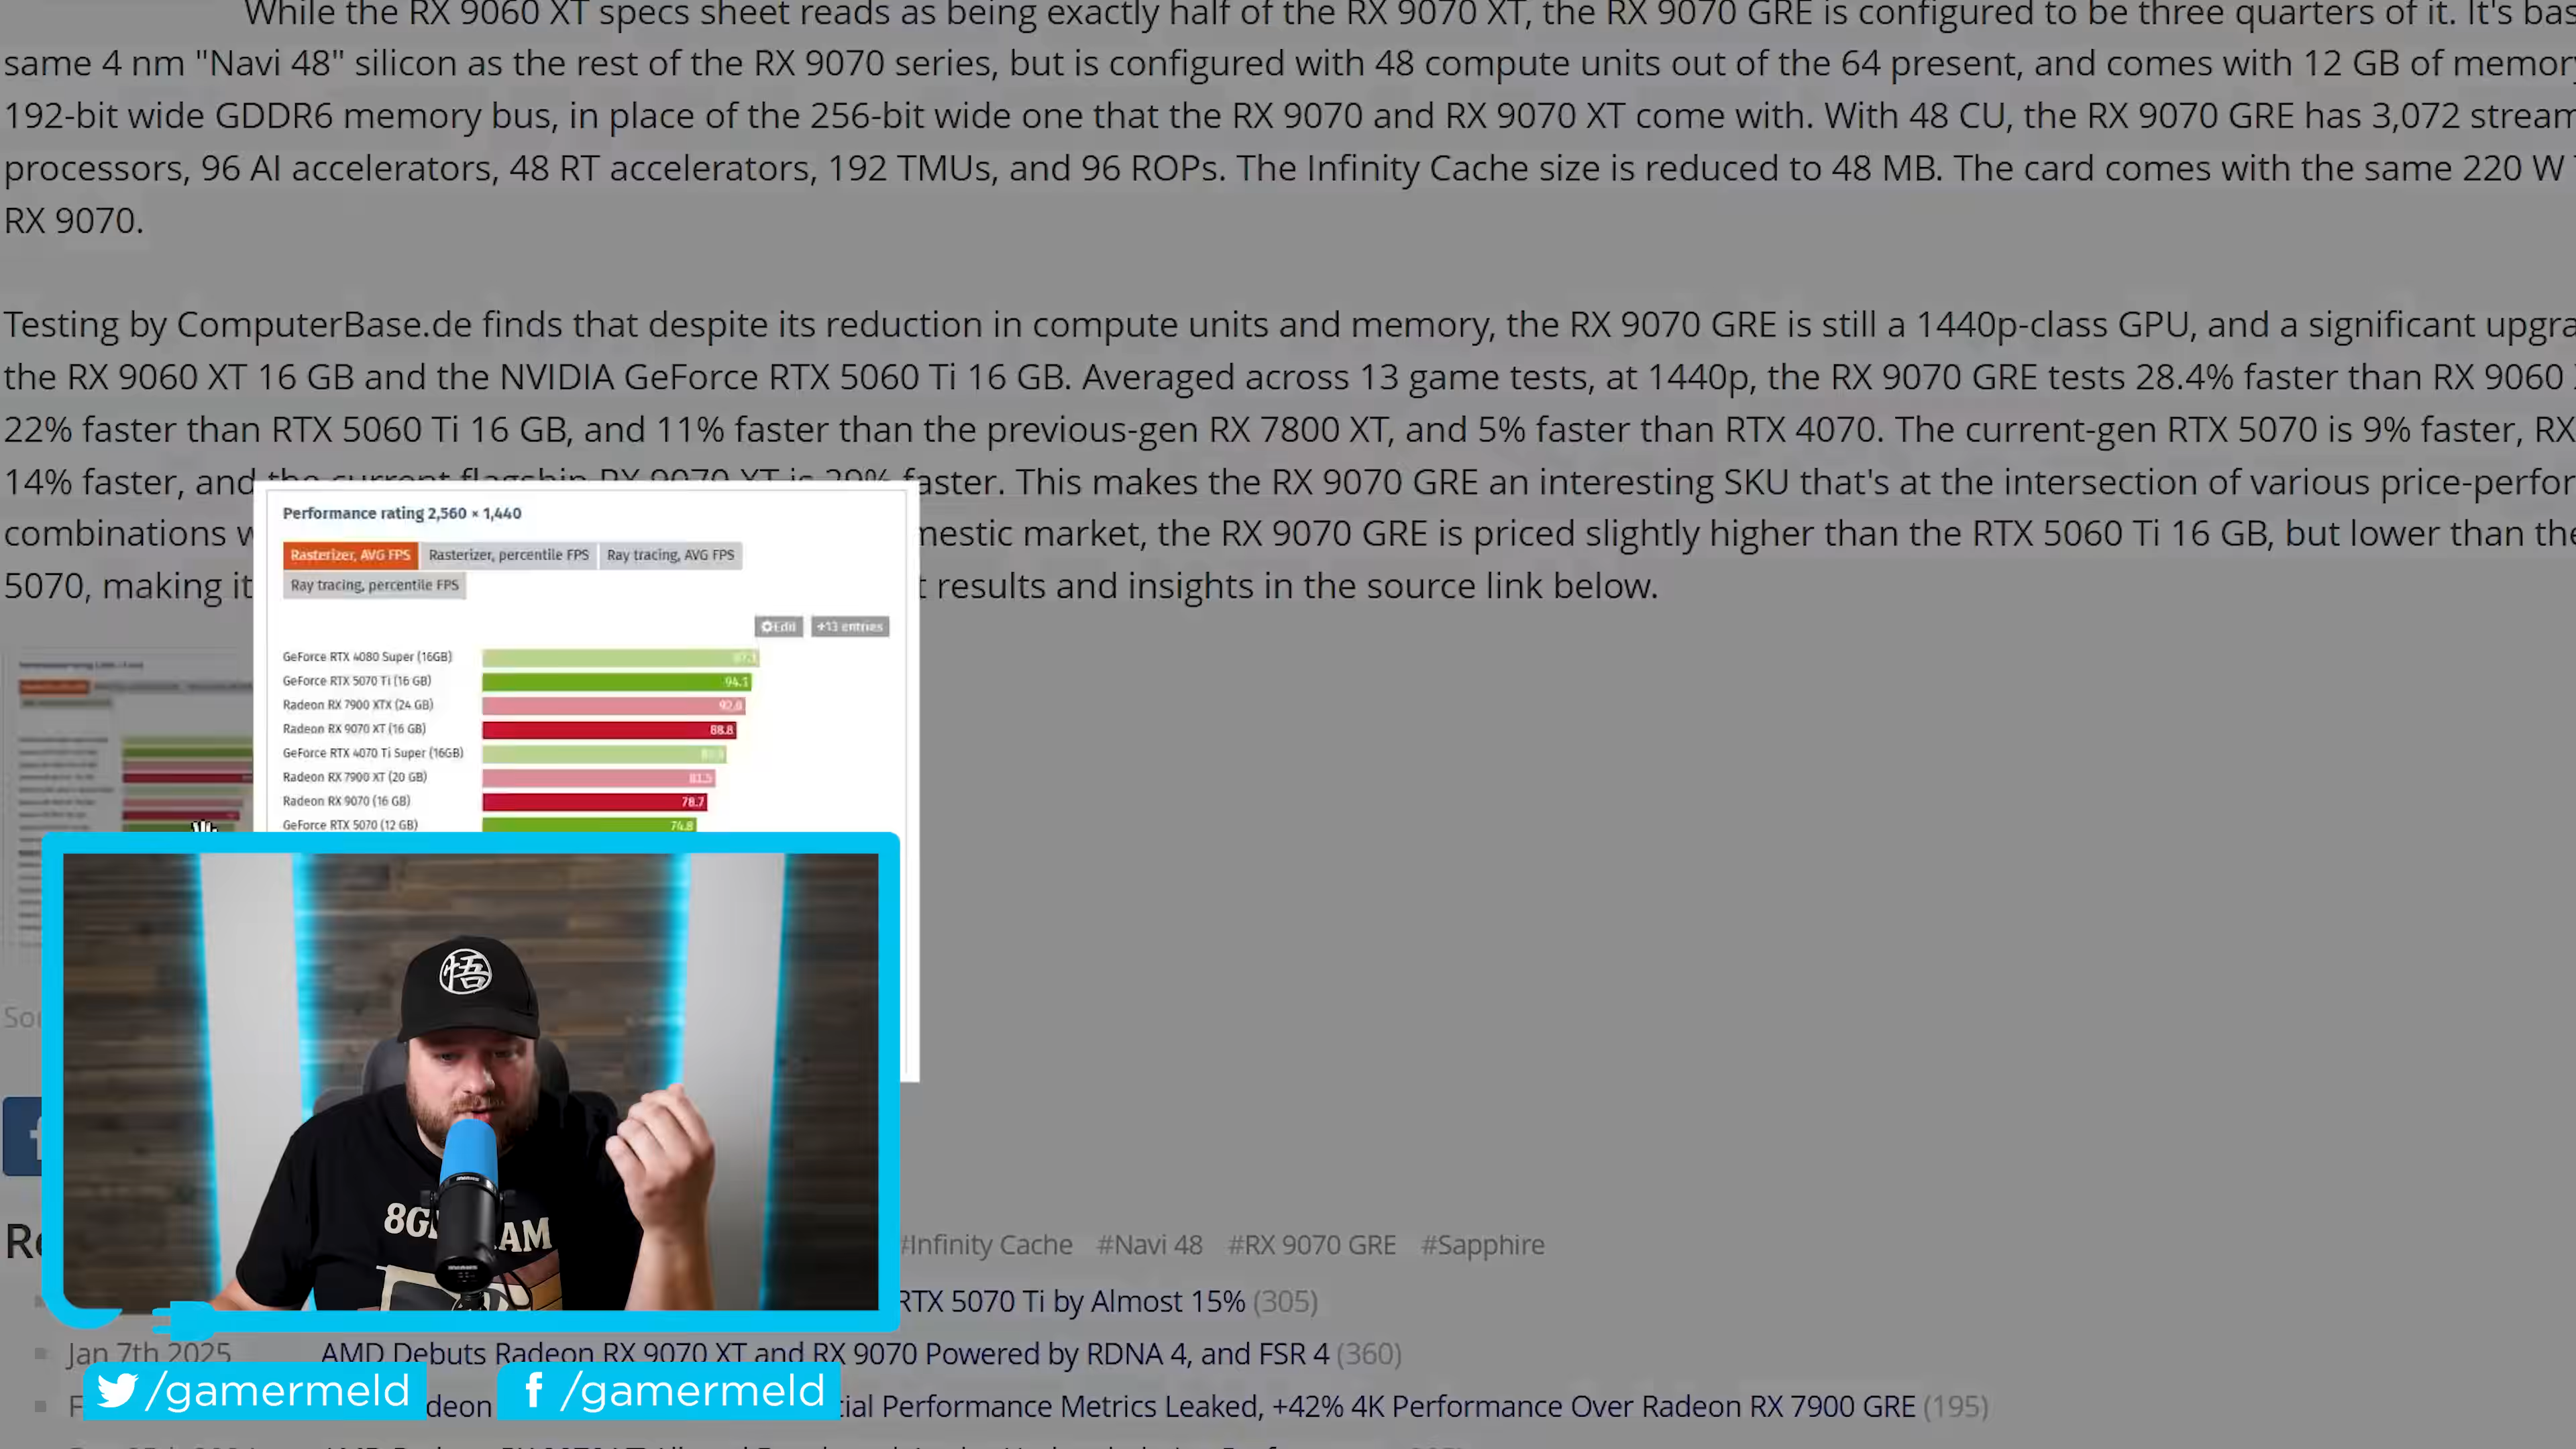 While the RX 9060 XT specs sheet reads as being exactly half of the RX 9070 XT, the RX 9070 GRE is configured to be three quarters of it. It's bas
same 4 nm "Navi 48" silicon as the rest of the RX 9070 series, but is configured with 48 compute units out of the 64 present, and comes with 12 GB of memory
192-bit wide GDDR6 memory bus, in place of the 256-bit wide one that the RX 9070 and RX 9070 XT come with. With 48 CU, the RX 9070 GRE has 3,072 stream
processors, 96 AI accelerators, 48 RT accelerators, 192 TMUs, and 96 ROPs. The Infinity Cache size is reduced to 48 MB. The card comes with the same 220 W
RX 9070.
Testing by ComputerBase.de finds that despite its reduction in compute units and memory, the RX 9070 GRE is still a 1440p-class GPU, and a significant upgra
the RX 9060 XT 16 GB and the NVIDIA GeForce RTX 5060 Ti 16 GB. Averaged across 13 game tests, at 1440p, the RX 9070 GRE tests 28.4% faster than RX 9060
22% faster than RTX 5060 Ti 16 GB, and 11% faster than the previous-gen RX 7800 XT, and 5% faster than RTX 4070. The current-gen RTX 5070 is 9% faster, RX
14% faster, and the current flagship RX 9070 XT is 29% faster. This makes the RX 9070 GRE an interesting SKU that's at the intersection of various price-perfor
combinations w mestic market, the RX 9070 GRE is priced slightly higher than the RTX 5060 Ti 16 GB, but lower than the
5070, making it t results and insights in the source link below.
Performance rating 2,560 × 1,440
Rasterizer, AVG FPS Rasterizer, percentile FPS Ray tracing, AVG FPS
Ray tracing, percentile FPS
Edit +13 entries
GeForce RTX 4080 Super (16GB)
GeForce RTX 5070 Ti (16 GB) 94.1
Radeon RX 7900 XTX (24 GB)
Radeon RX 9070 XT (16 GB) 88.8
GeForce RTX 4070 Ti Super (16GB)
Radeon RX 7900 XT (20 GB) 81.5
Radeon RX 9070 (16 GB) 78.7
GeForce RTX 5070 (12 GB) 74.8
Sou
悟
8G AM
Re
#Infinity Cache #Navi 48 #RX 9070 GRE #Sapphire
RTX 5070 Ti by Almost 15% (305)
Jan 7th 2025 AMD Debuts Radeon RX 9070 XT and RX 9070 Powered by RDNA 4, and FSR 4 (360)
F deon cial Performance Metrics Leaked, +42% 4K Performance Over Radeon RX 7900 GRE (195)
/gamermeld f /gamermeld